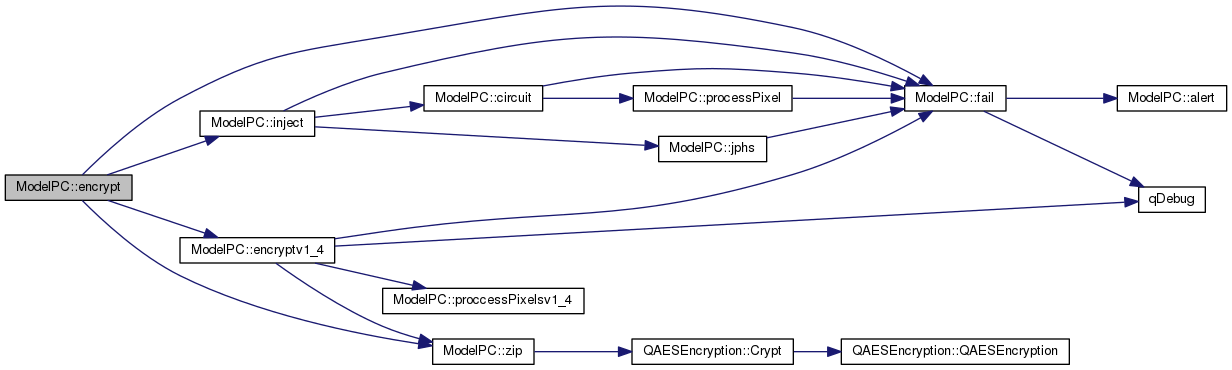 ModelPC::encrypt
ModelPC::inject
ModelPC::circuit
ModelPC::processPixel
ModelPC::fail
ModelPC::alert
ModelPC::jphs
qDebug
ModelPC::encryptv1_4
ModelPC::proccessPixelsv1_4
ModelPC::zip
QAESEncryption::Crypt
QAESEncryption::QAESEncryption